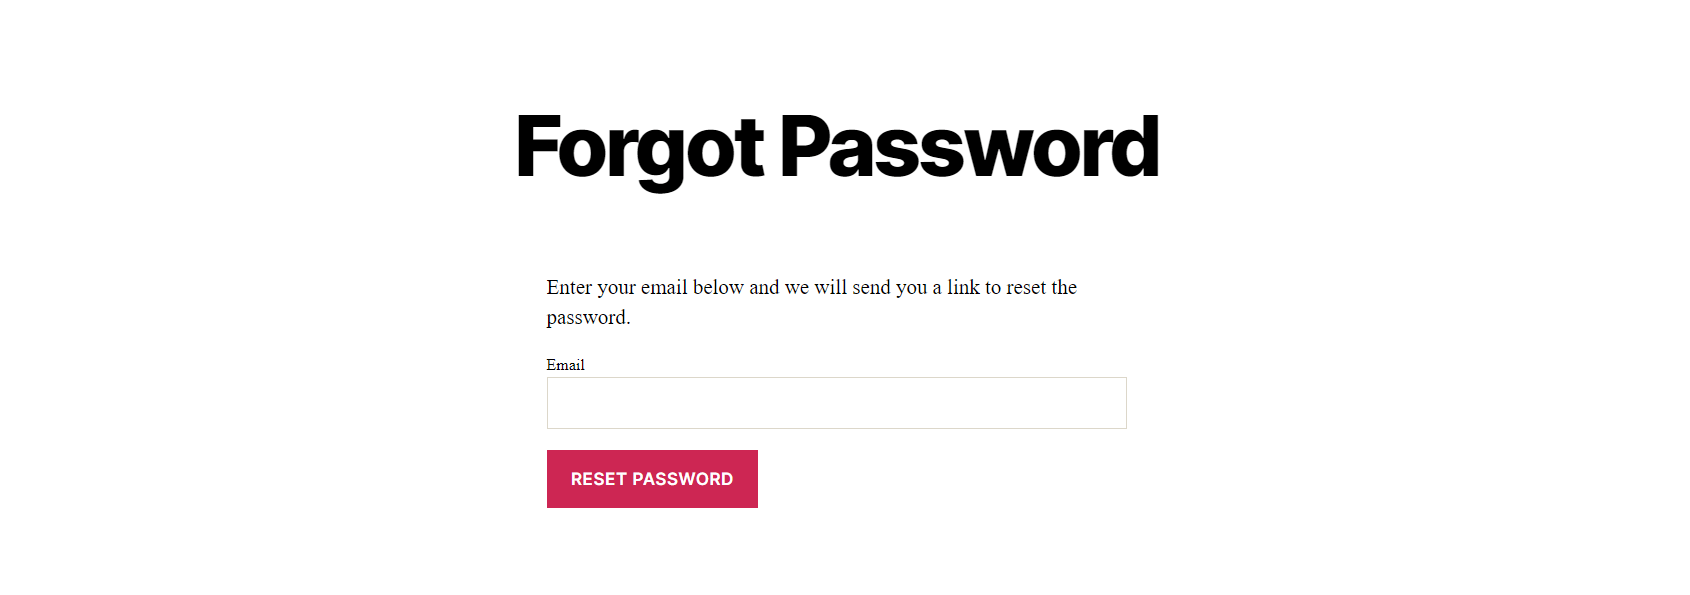 Forgot Password
Enter your email below and we will send you a link to reset the
password.
Email
RESET PASSWORD